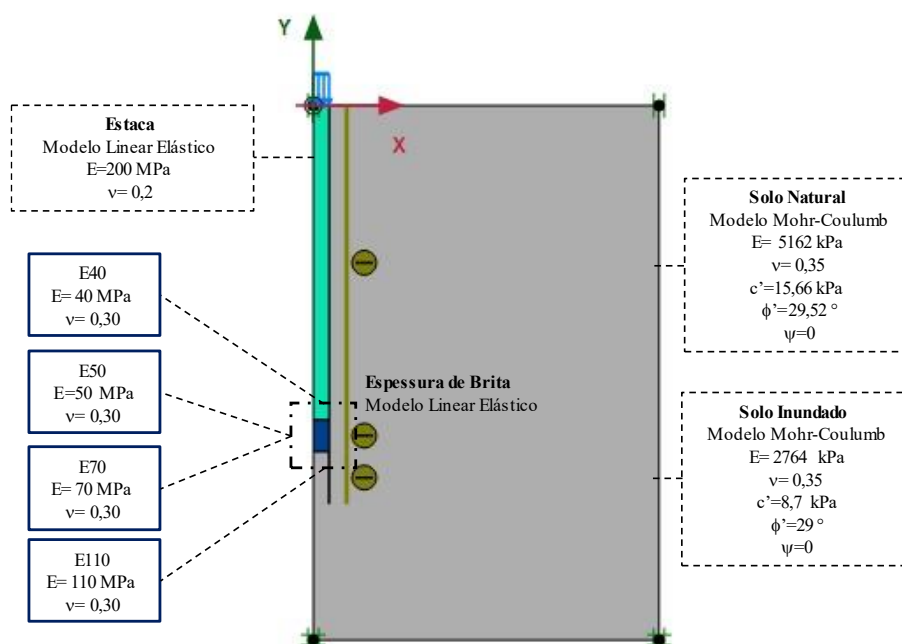 Y
X
Estaca
Modelo Linear Elástico
E=200 MPa
ν= 0,2
E40
E= 40 MPa
ν= 0,30
E50
E=50 MPa
ν= 0,30
E70
E= 70 MPa
ν= 0,30
E110
E= 110 MPa
ν= 0,30
Espessura de Brita
Modelo Linear Elástico
Solo Natural
Modelo Mohr-Coulumb
E= 5162 kPa
ν= 0,35
c'=15,66 kPa
ϕ'=29,52 °
ψ=0
Solo Inundado
Modelo Mohr-Coulumb
E= 2764 kPa
ν= 0,35
c'=8,7 kPa
ϕ'=29 °
ψ=0